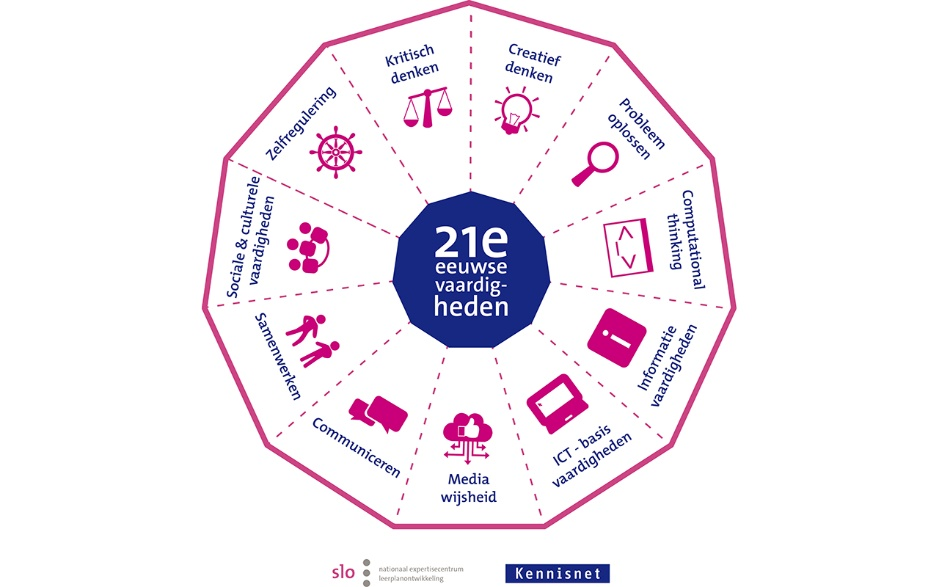 Kritisch
denken
Creatief
denken
Probleem
oplossen
Computational
thinking
Informatie
vaardigheden
ICT - basis
vaardigheden
Media
wijsheid
Communiceren
Samenwerken
Sociale & culturele
vaardigheden
Zelfregulering
21e
eeuwse
vaardig-
heden
slo
nationaal expertisecentrum
leerplanontwikkeling
Kennisnet